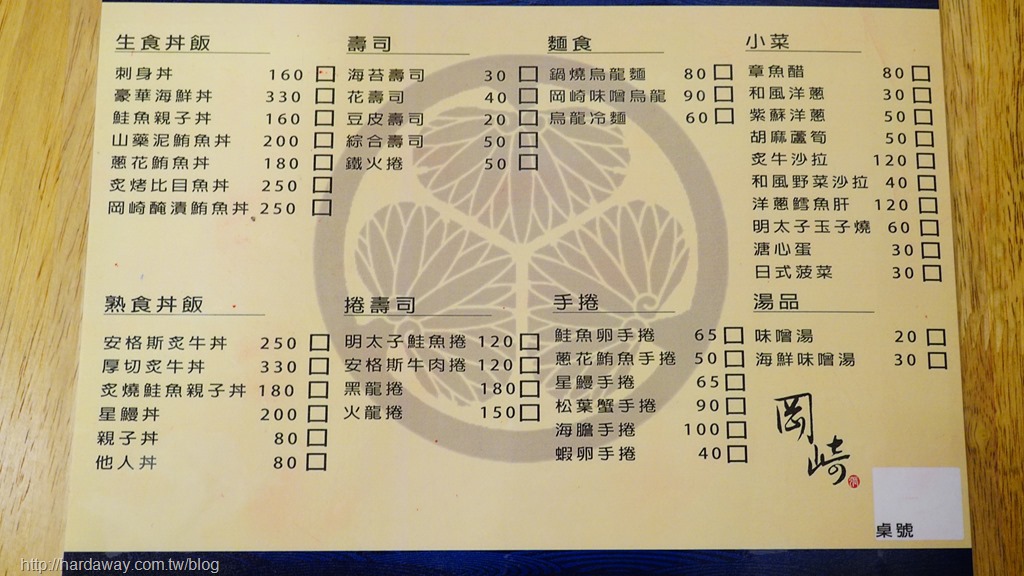 生食丼飯
刺身丼 160
豪華海鮮丼 330
鮭魚親子丼 160
山藥泥鮪魚丼 200
蔥花鮪魚丼 180
炙烤比目魚丼 250
岡崎醃漬鮪魚丼 250
壽司
海苔壽司 30
花壽司 40
豆皮壽司 20
綜合壽司 50
鐵火捲 50
麵食
鍋燒烏龍麵 80
岡崎味噌烏龍 90
烏龍冷麵 60
小菜
章魚醋 80
和風洋蔥 30
紫蘇洋蔥 50
胡麻蘆筍 50
炙牛沙拉 120
和風野菜沙拉 40
洋蔥鱈魚肝 120
明太子玉子燒 60
溏心蛋 30
日式菠菜 30
熟食丼飯
安格斯炙牛丼 250
厚切炙牛丼 330
炙燒鮭魚親子丼 180
星鰻丼 200
親子丼 80
他人丼 80
捲壽司
明太子鮭魚捲 120
安格斯牛肉捲 120
黑龍捲 180
火龍捲 150
手捲
鮭魚卵手捲 65
蔥花鮪魚手捲 50
星鰻手捲 65
松葉蟹手捲 90
海膽手捲 100
蝦卵手捲 40
湯品
味噌湯 20
海鮮味噌湯 30
岡崎
桌號
http://hardaway.com.tw/blog